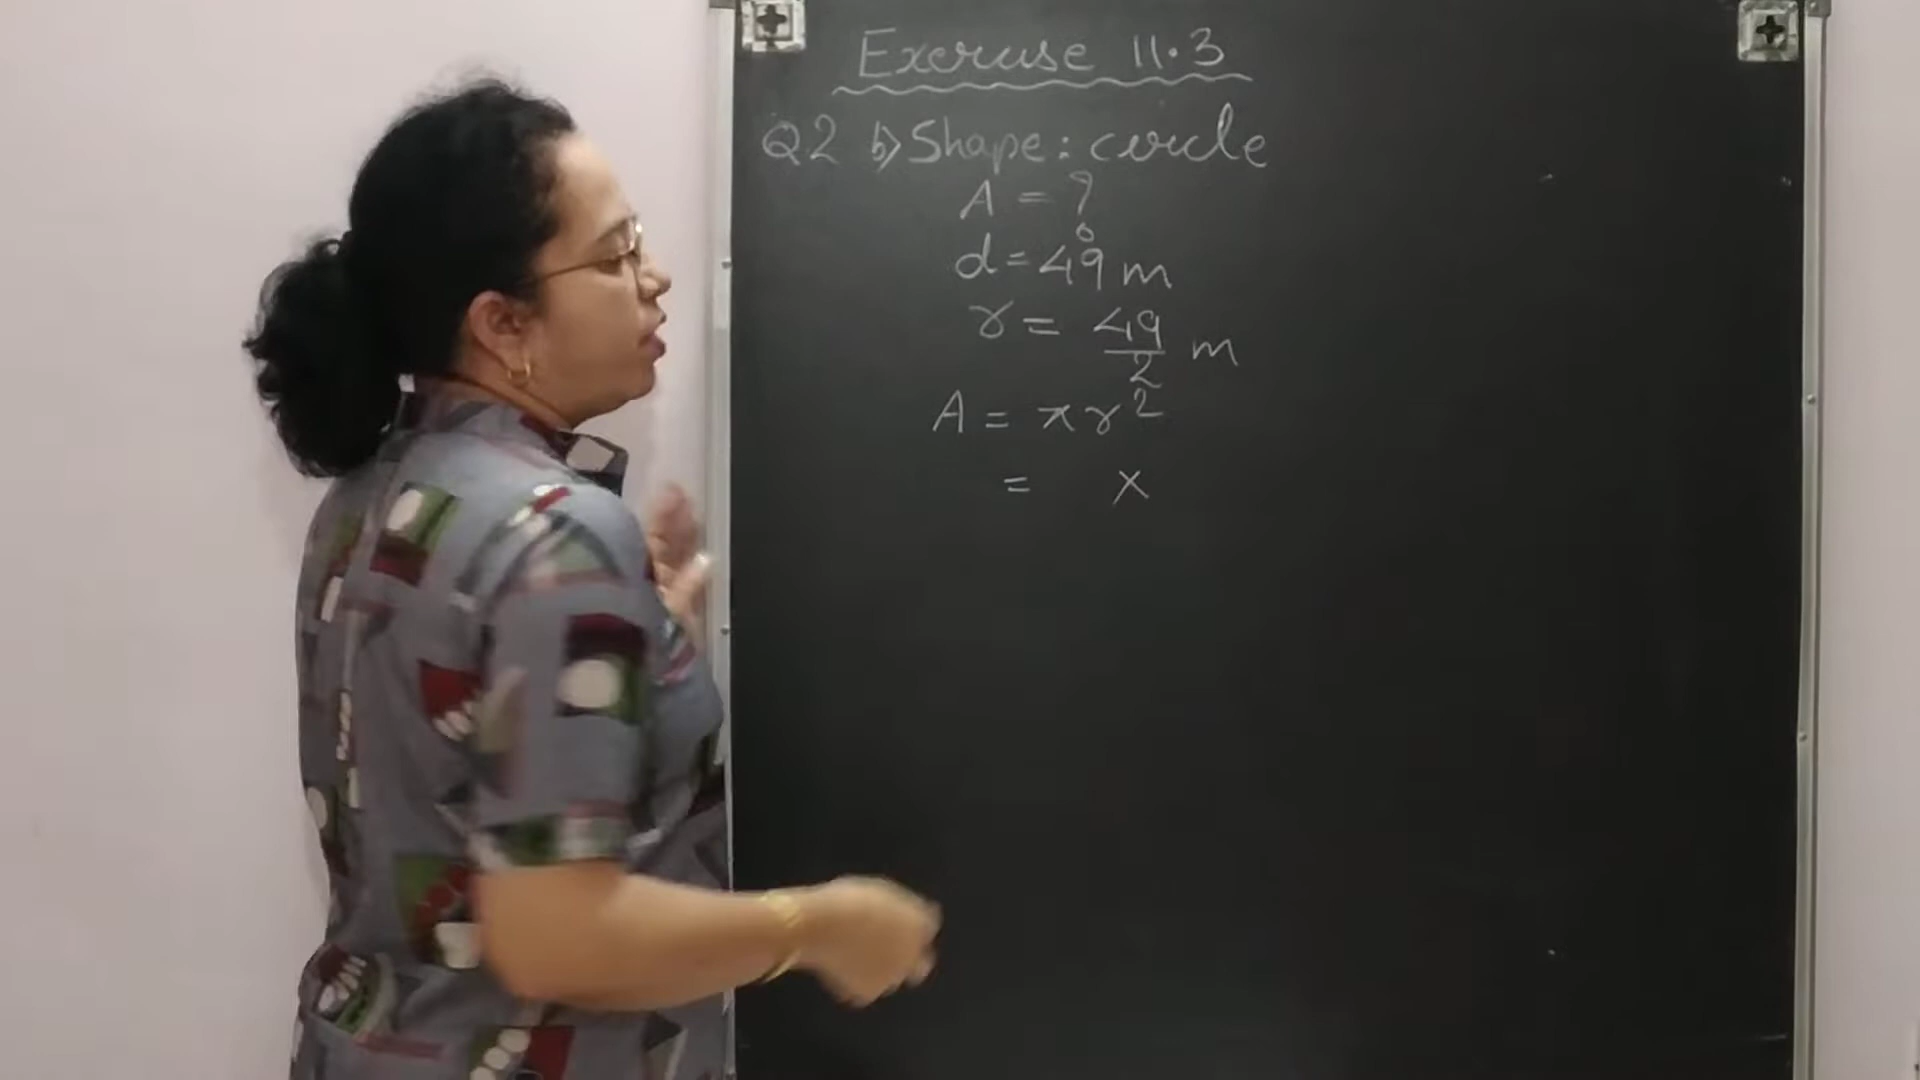 Exercise 11.3
Q2 b) Shape: circle
A = ?
d = 49 m
r = 49/2 m
A = πr²
= ×